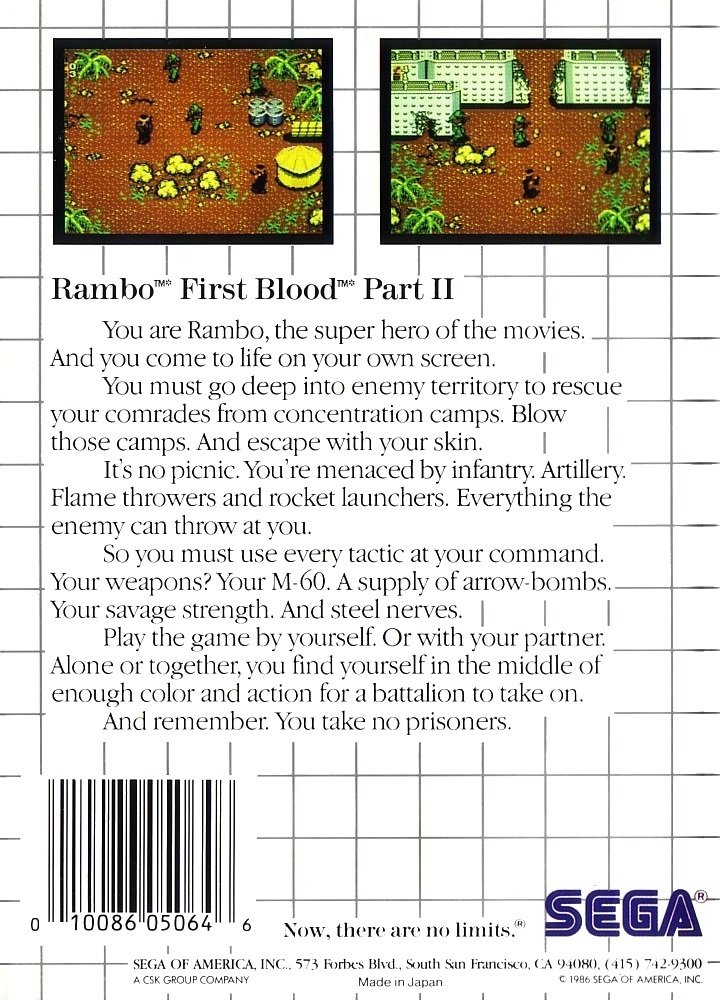 Rambo™* First Blood™* Part II
You are Rambo, the super hero of the movies.
And you come to life on your own screen.
You must go deep into enemy territory to rescue
your comrades from concentration camps. Blow
those camps. And escape with your skin.
It's no picnic. You're menaced by infantry. Artillery.
Flame throwers and rocket launchers. Everything the
enemy can throw at you.
So you must use every tactic at your command.
Your weapons? Your M-60. A supply of arrow-bombs.
Your savage strength. And steel nerves.
Play the game by yourself. Or with your partner.
Alone or together, you find yourself in the middle of
enough color and action for a battalion to take on.
And remember. You take no prisoners.
0 10086 05064 6
Now, there are no limits.®
SEGA®
SEGA OF AMERICA, INC., 573 Forbes Blvd., South San Francisco, CA 94080, (415) 742-9300
A CSK GROUP COMPANY
Made in Japan.
© 1986 SEGA OF AMERICA, INC.